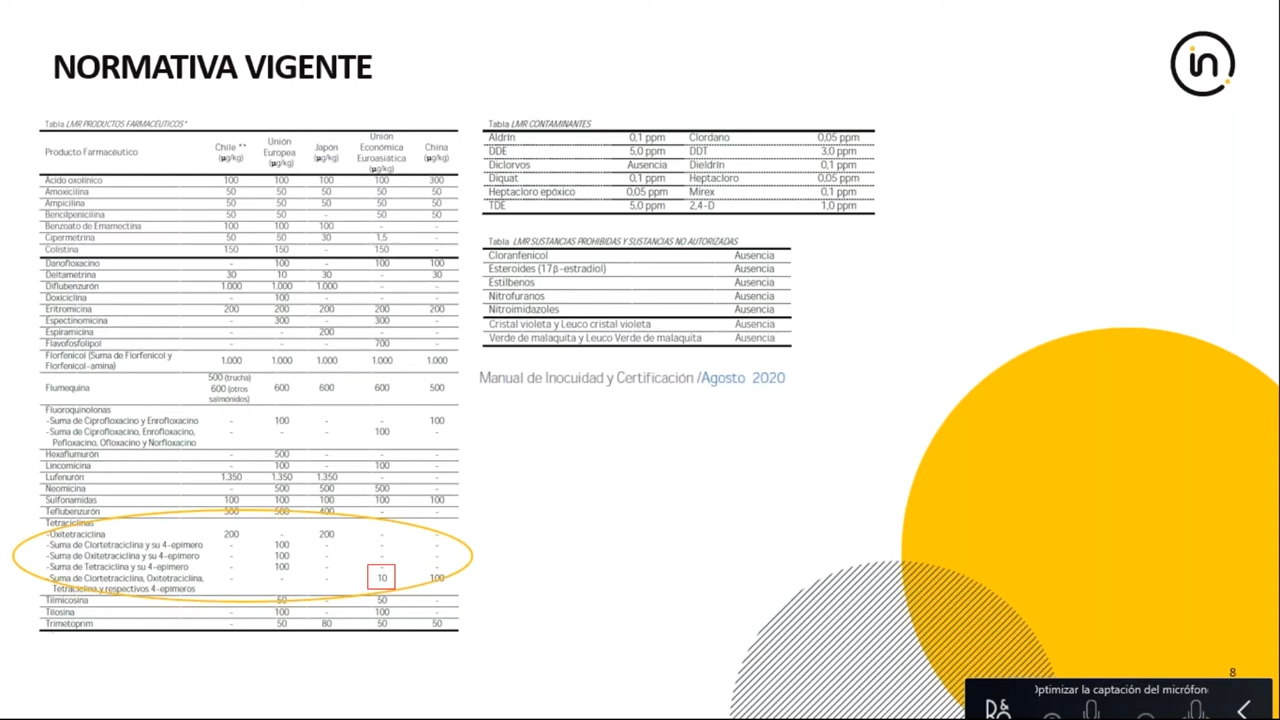 NORMATIVA VIGENTE
in
Tabla LMR PRODUCTOS FARMACÉUTICOS*
Producto Farmacéutico Chile ** (µg/kg) Unión Europea (µg/kg) Japón (µg/kg) Unión Económica Euroasiática (µg/kg) China (µg/kg)
Ácido oxolínico 100 100 100 100 300
Amoxicilina 50 50 50 50 50
Ampicilina 50 50 50 50 50
Bencilpenicilina 50 50 - 50 50
Benzoato de Emamectina 100 100 100 - -
Cipermetrina 50 50 30 1.5 -
Colistina 150 150 - 150 -
Danofloxacino - 100 - 100 100
Deltametrina 30 10 30 - 30
Diflubenzurón 1.000 1.000 1.000 - -
Doxiciclina - 100 - - -
Eritromicina 200 200 200 200 200
Espectinomicina - 300 - 300 -
Espiramicina - - 200 - -
Flavofosfolipol - - - 700 -
Florfenicol (Suma de Florfenicol y
Florfenicol-amina) 1.000 1.000 1.000 1.000 1.000
Flumequina 500 (trucha) 600 (otros salmónidos) 600 600 600 500
Fluoroquinolonas
-Suma de Ciprofloxacino y Enrofloxacino - 100 - - 100
-Suma de Ciprofloxacino, Enrofloxacino, - - - 100 -
Pefloxacino, Ofloxacino y Norfloxacino
Hexaflumurón - 500 - - -
Lincomicina - 100 - 100 -
Lufenurón 1.350 1.350 1.350 - -
Neomicina - 500 500 500 -
Sulfonamidas 100 100 100 100 100
Teflubenzurón 500 500 400 - -
Tetraciclinas
-Oxitetraciclina 200 - 200 - -
-Suma de Clortetraciclina y su 4-epímero - 100 - - -
-Suma de Oxitetraciclina y su 4-epímero - 100 - - -
-Suma de Tetraciclina y su 4-epímero - 100 - - -
-Suma de Clortetraciclina, Oxitetraciclina, - - - 10 100
Tetraciclina y respectivos 4-epímeros
Tilmicosina - 50 - 50 -
Tilosina - 100 - 100 -
Trimetoprim - 50 80 50 50
Tabla LMR CONTAMINANTES
Aldrín 0,1 ppm Clordano 0,05 ppm
DDE 5,0 ppm DDT 3,0 ppm
Diclorvos Ausencia Dieldrín 0,1 ppm
Diquat 0,1 ppm Heptacloro 0,05 ppm
Heptacloro epóxico 0,05 ppm Mirex 0,1 ppm
TDE 5,0 ppm 2,4-D 1,0 ppm
Tabla LMR SUSTANCIAS PROHIBIDAS Y SUSTANCIAS NO AUTORIZADAS
Cloranfenicol Ausencia
Esteroides (17β-estradiol) Ausencia
Estilbenos Ausencia
Nitrofuranos Ausencia
Nitroimidazoles Ausencia
Cristal violeta y Leuco cristal violeta Ausencia
Verde de malaquita y Leuco Verde de malaquita Ausencia
Manual de Inocuidad y Certificación /Agosto 2020
8
Optimizar la captación del micrófono